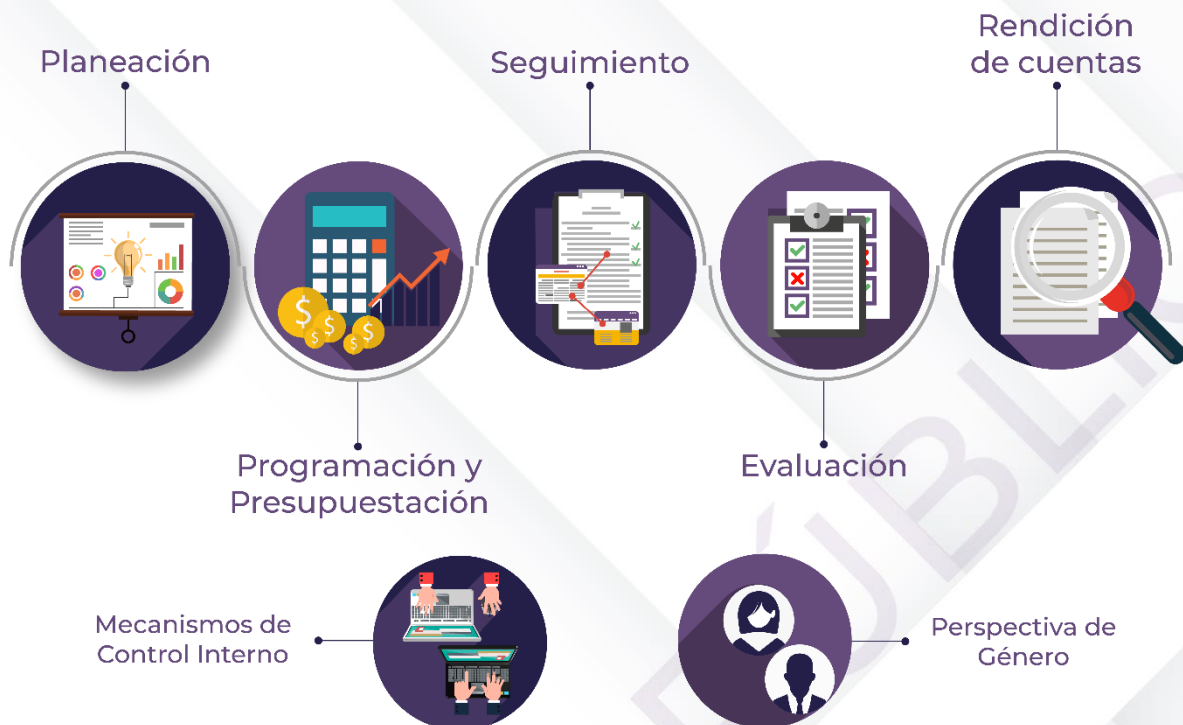 Planeación
Seguimiento
Rendición
de cuentas
Programación y
Presupuestación
Evaluación
Mecanismos de
Control Interno
Perspectiva de
Género
$
$
$
$
$